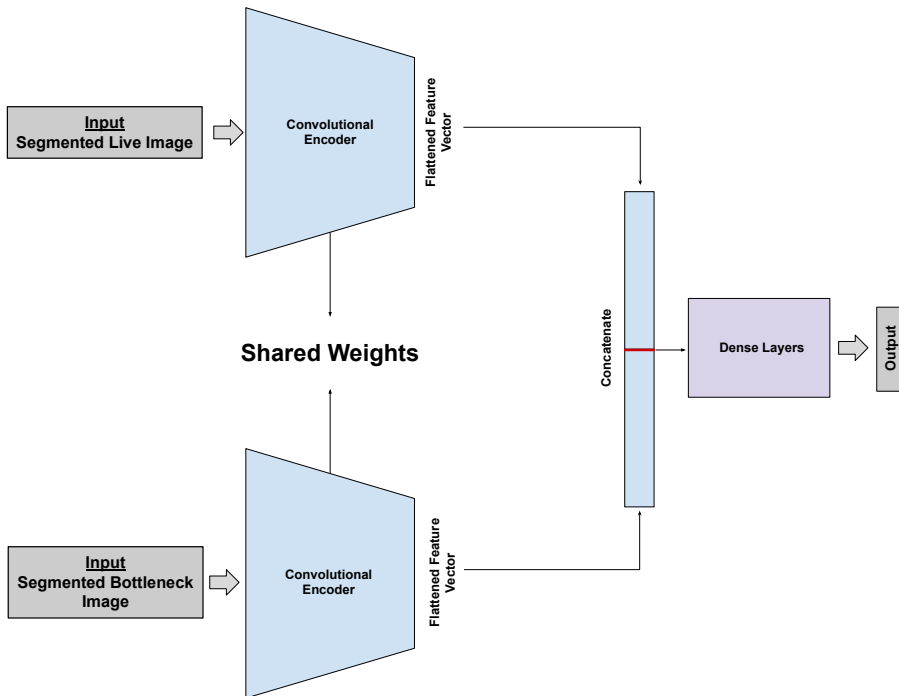 Input
Segmented Live Image
Convolutional
Encoder
Flattened Feature
Vector
Shared Weights
Concatenate
Dense Layers
Output
Input
Segmented Bottleneck
Image
Convolutional
Encoder
Flattened Feature
Vector